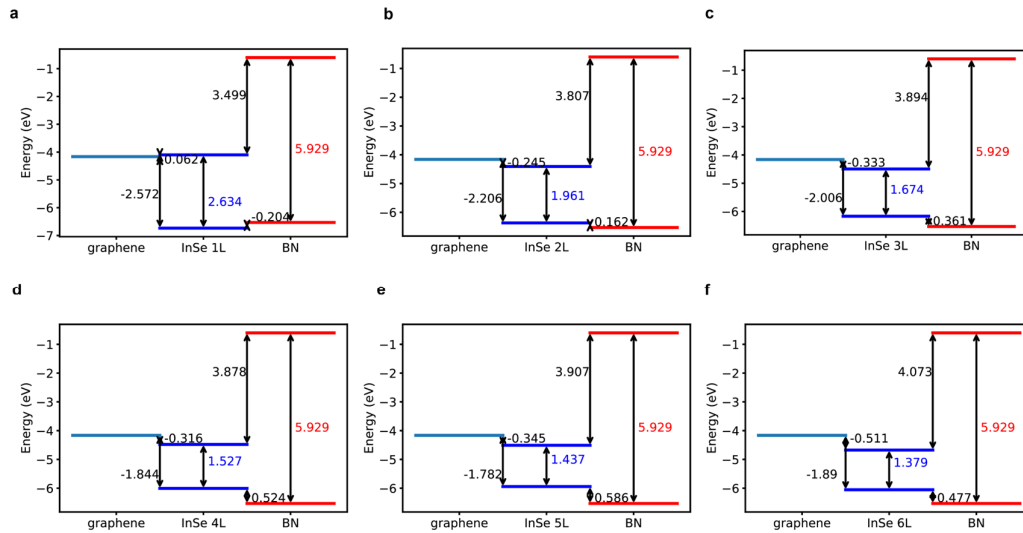 a
Energy (eV)
−1
−2
−3
−4
−5
−6
−7
3.499
0.062
-2.572
2.634
-0.204
5.929
graphene
InSe 1L
BN
b
Energy (eV)
−1
−2
−3
−4
−5
−6
3.807
-0.245
-2.206
1.961
0.162
5.929
graphene
InSe 2L
BN
c
Energy (eV)
−1
−2
−3
−4
−5
−6
3.894
-0.333
-2.006
1.674
0.361
5.929
graphene
InSe 3L
BN
d
Energy (eV)
−1
−2
−3
−4
−5
−6
3.878
-0.316
-1.844
1.527
0.524
5.929
graphene
InSe 4L
BN
e
Energy (eV)
−1
−2
−3
−4
−5
−6
3.907
-0.345
-1.782
1.437
0.586
5.929
graphene
InSe 5L
BN
f
Energy (eV)
−1
−2
−3
−4
−5
−6
4.073
-0.511
-1.89
1.379
0.477
5.929
graphene
InSe 6L
BN